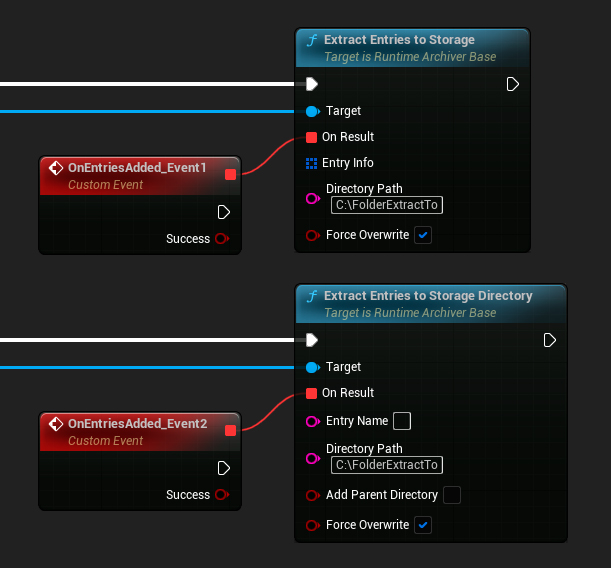 Extract Entries to Storage
Target is Runtime Archiver Base
Target
On Result
OnEntriesAdded_Event1
Custom Event
Entry Info
Directory Path
C:\FolderExtractTo
Success
Force Overwrite
Extract Entries to Storage Directory
Target is Runtime Archiver Base
Target
On Result
OnEntriesAdded_Event2
Custom Event
Entry Name
Directory Path
C:\FolderExtractTo
Success
Add Parent Directory
Force Overwrite